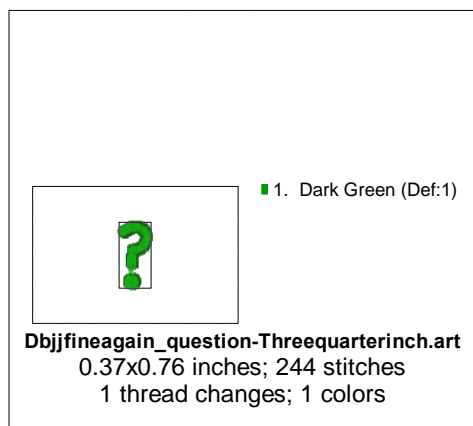 1. Dark Green (Def:1)
?
Dbjjfineagain_question-Threequarterinch.art
0.37x0.76 inches; 244 stitches
1 thread changes; 1 colors